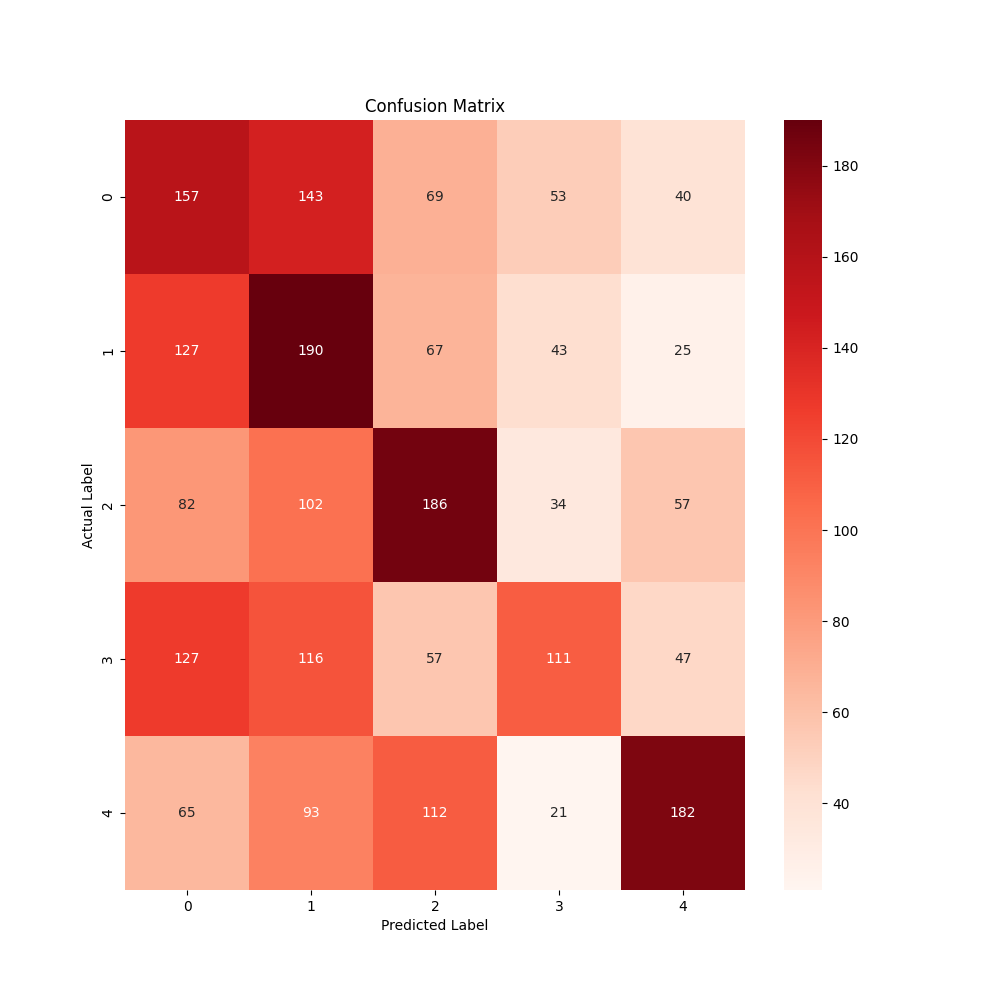 Confusion Matrix
0 157 143 69 53 40
1 127 190 67 43 25
2 82 102 186 34 57
3 127 116 57 111 47
4 65 93 112 21 182
0 1 2 3 4
Predicted Label
Actual Label
180
160
140
120
100
80
60
40